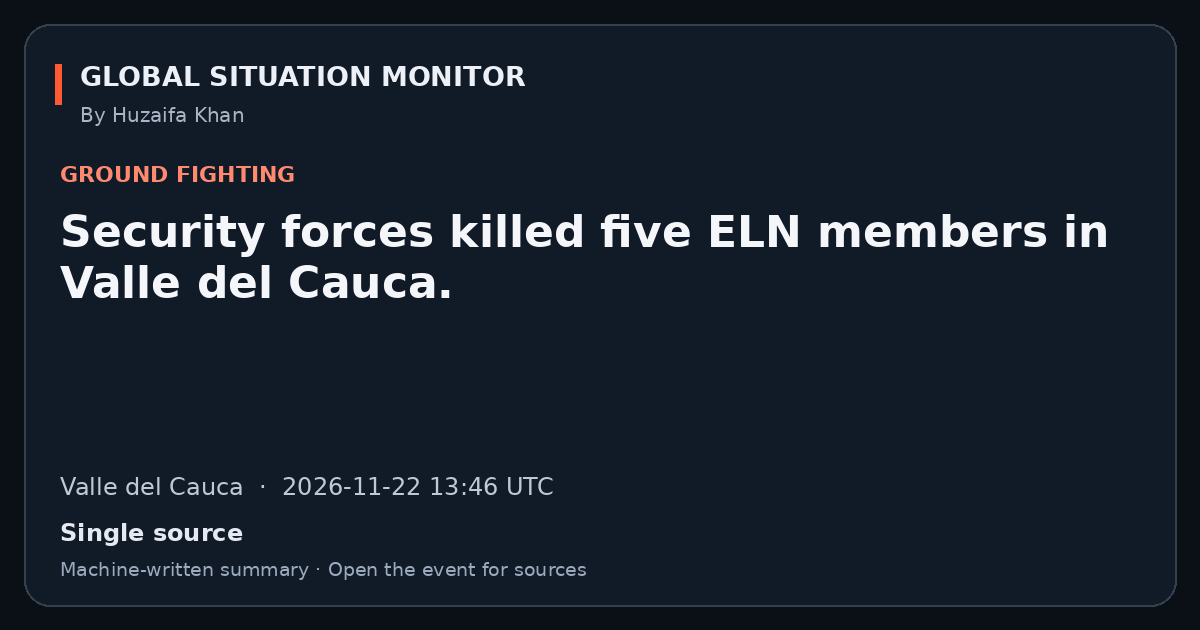 GLOBAL SITUATION MONITOR
By Huzaifa Khan
GROUND FIGHTING
Security forces killed five ELN members in
Valle del Cauca.
Valle del Cauca · 2026-11-22 13:46 UTC
Single source
Machine-written summary · Open the event for sources